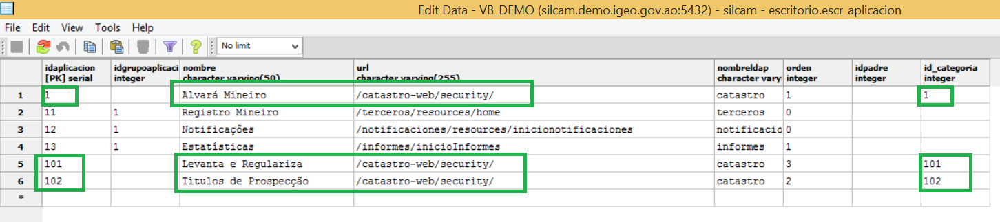 Edit Data - VB_DEMO (silcam.demo.igeo.gov.ao:5432) - silcam - escritorio.escr_aplicacion
File Edit View Tools Help
No limit
idaplicacion idgrupoaplicaci nombre url nombreldap orden idpadre id_categoria
[PK] serial integer character varying(50) character varying(255) character varyi integer integer integer
1 1 Alvará Mineiro /catastro-web/security/ catastro 1 1
2 11 1 Registro Mineiro /terceros/resources/home terceros 0
3 12 1 Notificações /notificaciones/resources/inicionotificaciones notificacio 0
4 13 1 Estatísticas /informes/inicioInformes informes 1
5 101 Levanta e Regulariza /catastro-web/security/ catastro 3 101
6 102 Títulos de Prospecção /catastro-web/security/ catastro 2 102
*